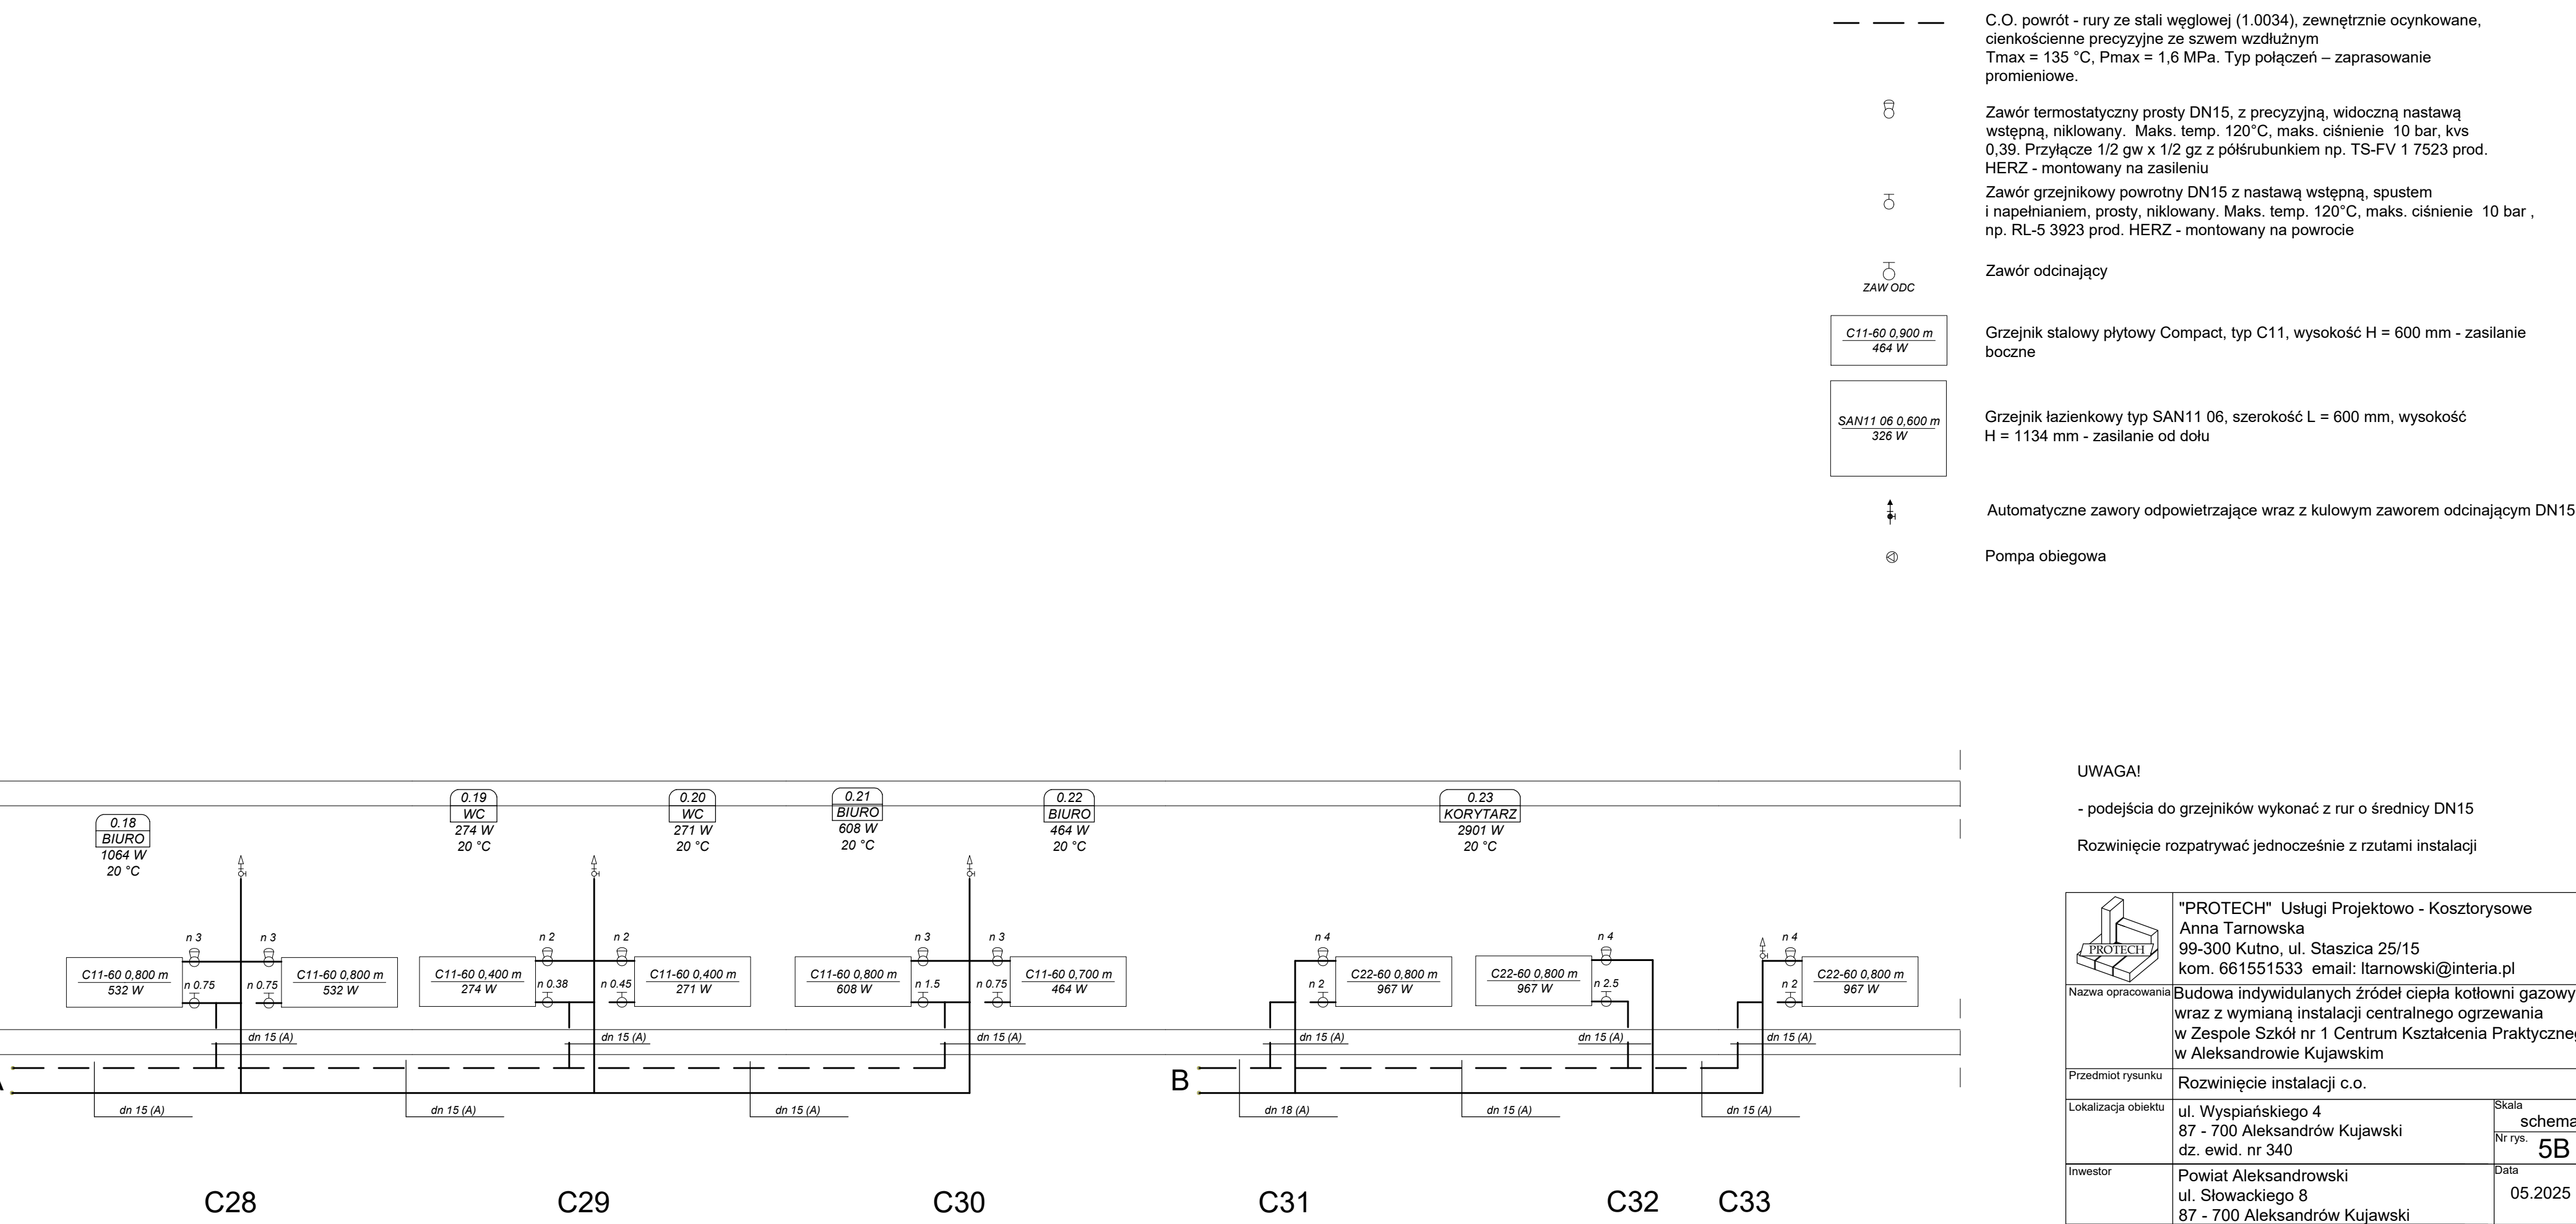 C.O. powrót - rury ze stali węglowej (1.0034), zewnętrznie ocynkowane,
cienkościenne precyzyjne ze szwem wzdłużnym
Tmax = 135 °C, Pmax = 1,6 MPa. Typ połączeń – zaprasowanie
promieniowe.
Zawór termostatyczny prosty DN15, z precyzyjną, widoczną nastawą
wstępną, niklowany. Maks. temp. 120°C, maks. ciśnienie 10 bar, kvs
0,39. Przyłącze 1/2 gw x 1/2 gz z półśrubunkiem np. TS-FV 1 7523 prod.
HERZ - montowany na zasileniu
Zawór grzejnikowy powrotny DN15 z nastawą wstępną, spustem
i napełnianiem, prosty, niklowany. Maks. temp. 120°C, maks. ciśnienie 10 bar ,
np. RL-5 3923 prod. HERZ - montowany na powrocie
Zawór odcinający
ZAW ODC
C11-60 0,900 m
464 W
Grzejnik stalowy płytowy Compact, typ C11, wysokość H = 600 mm - zasilanie
boczne
SAN11 06 0,600 m
326 W
Grzejnik łazienkowy typ SAN11 06, szerokość L = 600 mm, wysokość
H = 1134 mm - zasilanie od dołu
Automatyczne zawory odpowietrzające wraz z kulowym zaworem odcinającym DN15
Pompa obiegowa
0.18
BIURO
1064 W
20 °C
0.19
WC
274 W
20 °C
0.20
WC
271 W
20 °C
0.21
BIURO
608 W
20 °C
0.22
BIURO
464 W
20 °C
0.23
KORYTARZ
2901 W
20 °C
n 3 n 3 n 2 n 2 n 3 n 3 n 4 n 4 n 4
C11-60 0,800 m
532 W
n 0.75 n 0.75
C11-60 0,800 m
532 W
C11-60 0,400 m
274 W
n 0.38 n 0.45
C11-60 0,400 m
271 W
C11-60 0,800 m
608 W
n 1.5 n 0.75
C11-60 0,700 m
464 W
n 2
C22-60 0,800 m
967 W
C22-60 0,800 m
967 W
n 2.5
n 2
C22-60 0,800 m
967 W
dn 15 (A) dn 15 (A) dn 15 (A) dn 15 (A) dn 15 (A) dn 15 (A)
B
dn 15 (A) dn 15 (A) dn 15 (A) dn 18 (A) dn 15 (A) dn 15 (A)
C28 C29 C30 C31 C32 C33
UWAGA!
- podejścia do grzejników wykonać z rur o średnicy DN15
Rozwinięcie rozpatrywać jednocześnie z rzutami instalacji
PROTECH
"PROTECH" Usługi Projektowo - Kosztorysowe
Anna Tarnowska
99-300 Kutno, ul. Staszica 25/15
kom. 661551533 email: ltarnowski@interia.pl
Nazwa opracowania
Budowa indywidulanych źródeł ciepła kotłowni gazowy
wraz z wymianą instalacji centralnego ogrzewania
w Zespole Szkół nr 1 Centrum Kształcenia Praktyczne
w Aleksandrowie Kujawskim
Przedmiot rysunku
Rozwinięcie instalacji c.o.
Lokalizacja obiektu
ul. Wyspiańskiego 4
87 - 700 Aleksandrów Kujawski
dz. ewid. nr 340
Skala
schema
Nr rys.
5B
Inwestor
Powiat Aleksandrowski
ul. Słowackiego 8
87 - 700 Aleksandrów Kujawski
Data
05.2025